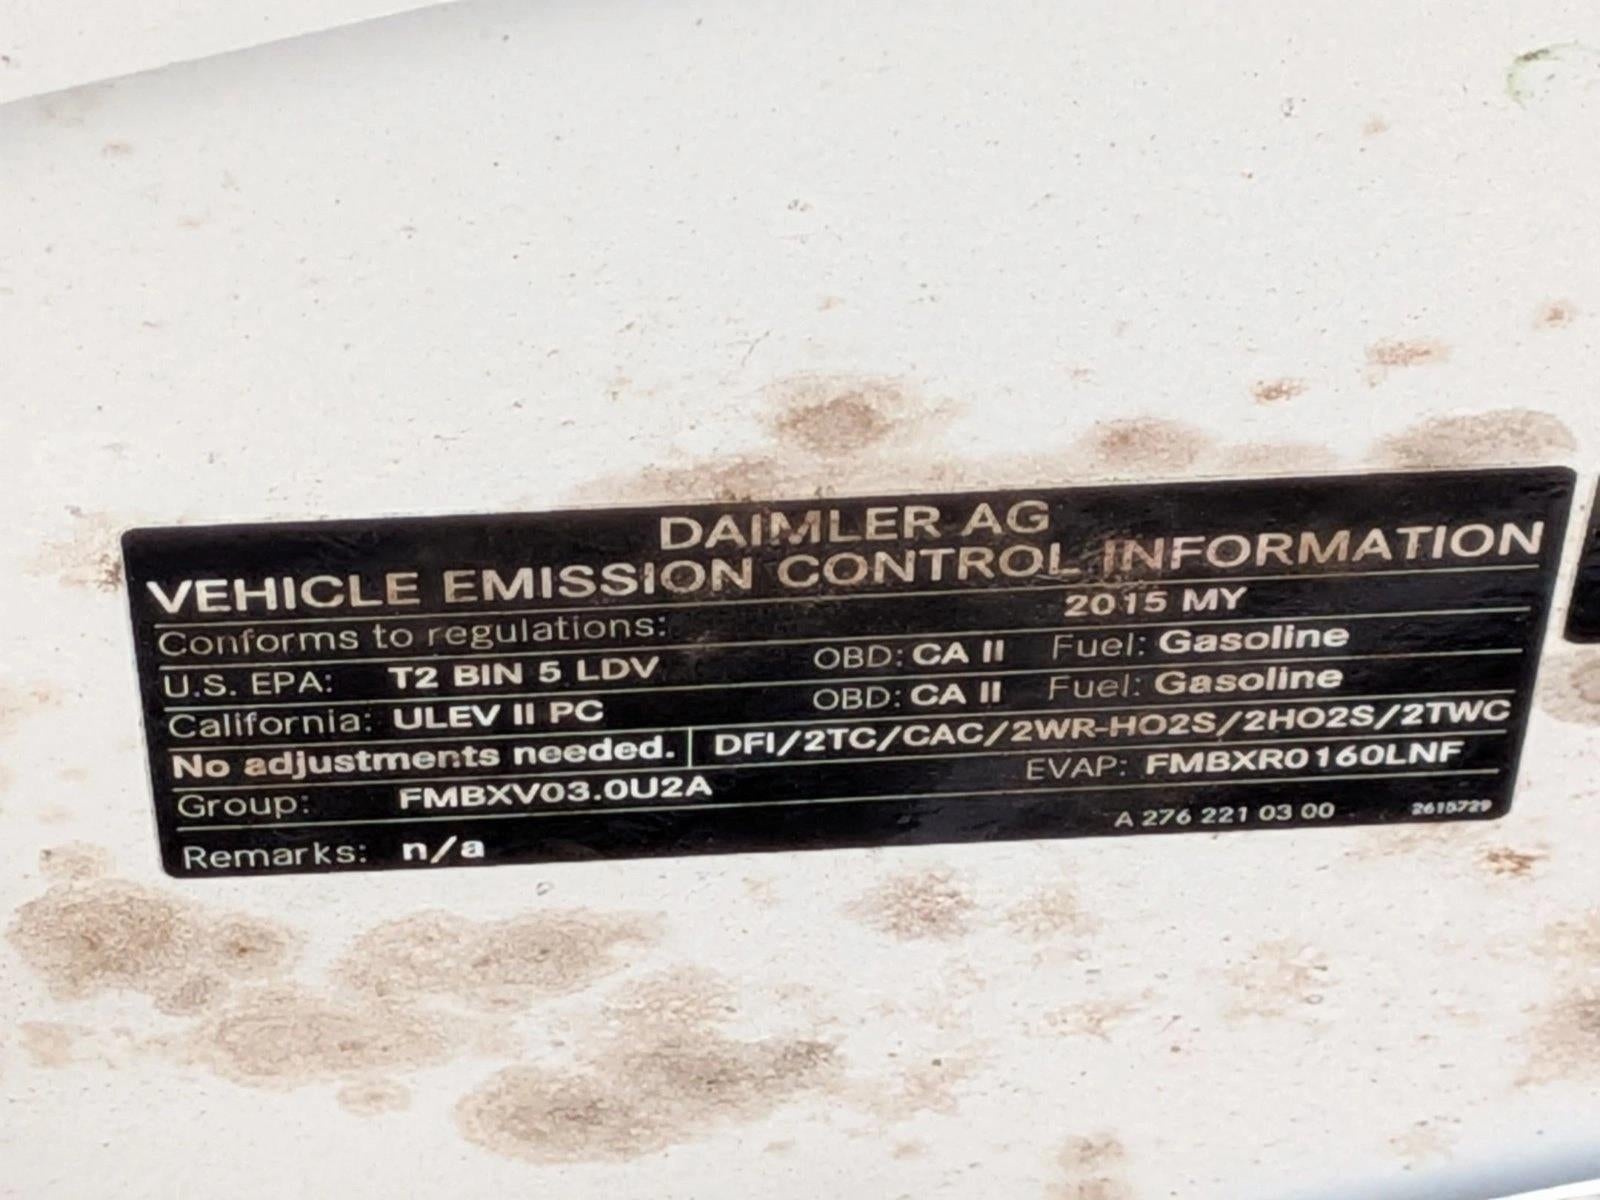 DAIMLER AG
VEHICLE EMISSION CONTROL INFORMATION
Conforms to regulations: 2015 MY
U.S. EPA: T2 BIN 5 LDV OBD: CA II Fuel: Gasoline
California: ULEV II PC OBD: CA II Fuel: Gasoline
No adjustments needed. DFI/2TC/CAC/2WR-HO2S/2HO2S/2TWC
Group: FMBXV03.0U2A EVAP: FMBXR0160LNF
Remarks: n/a A 276 221 03 00